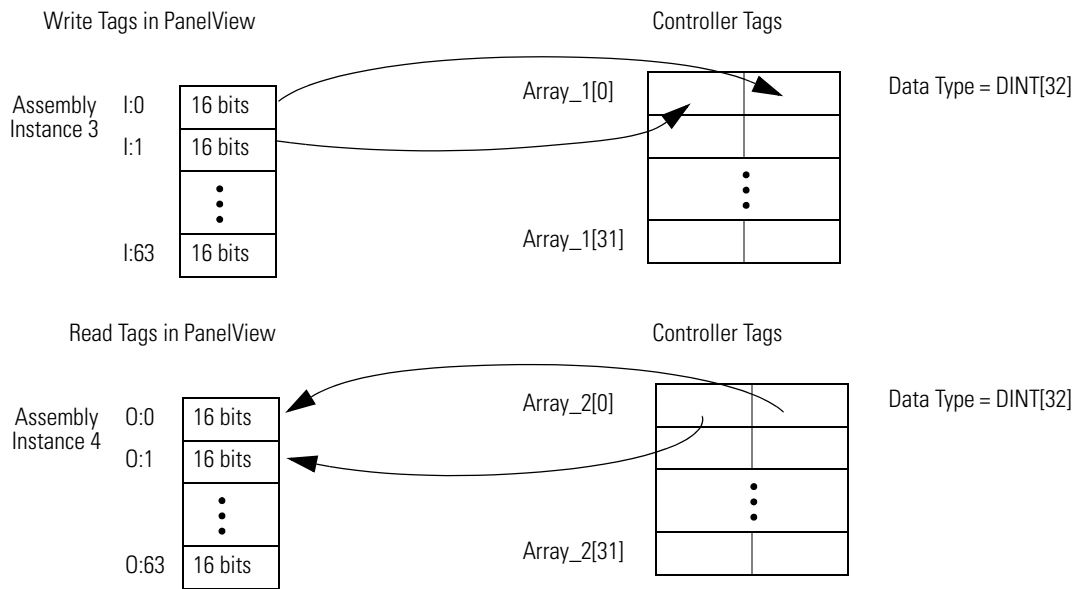 Write Tags in PanelView
Controller Tags
Assembly
Instance 3
I:0
16 bits
Array_1[0]
Data Type = DINT[32]
I:1
16 bits
I:63
16 bits
Array_1[31]
Read Tags in PanelView
Controller Tags
Assembly
Instance 4
O:0
16 bits
Array_2[0]
Data Type = DINT[32]
O:1
16 bits
O:63
16 bits
Array_2[31]